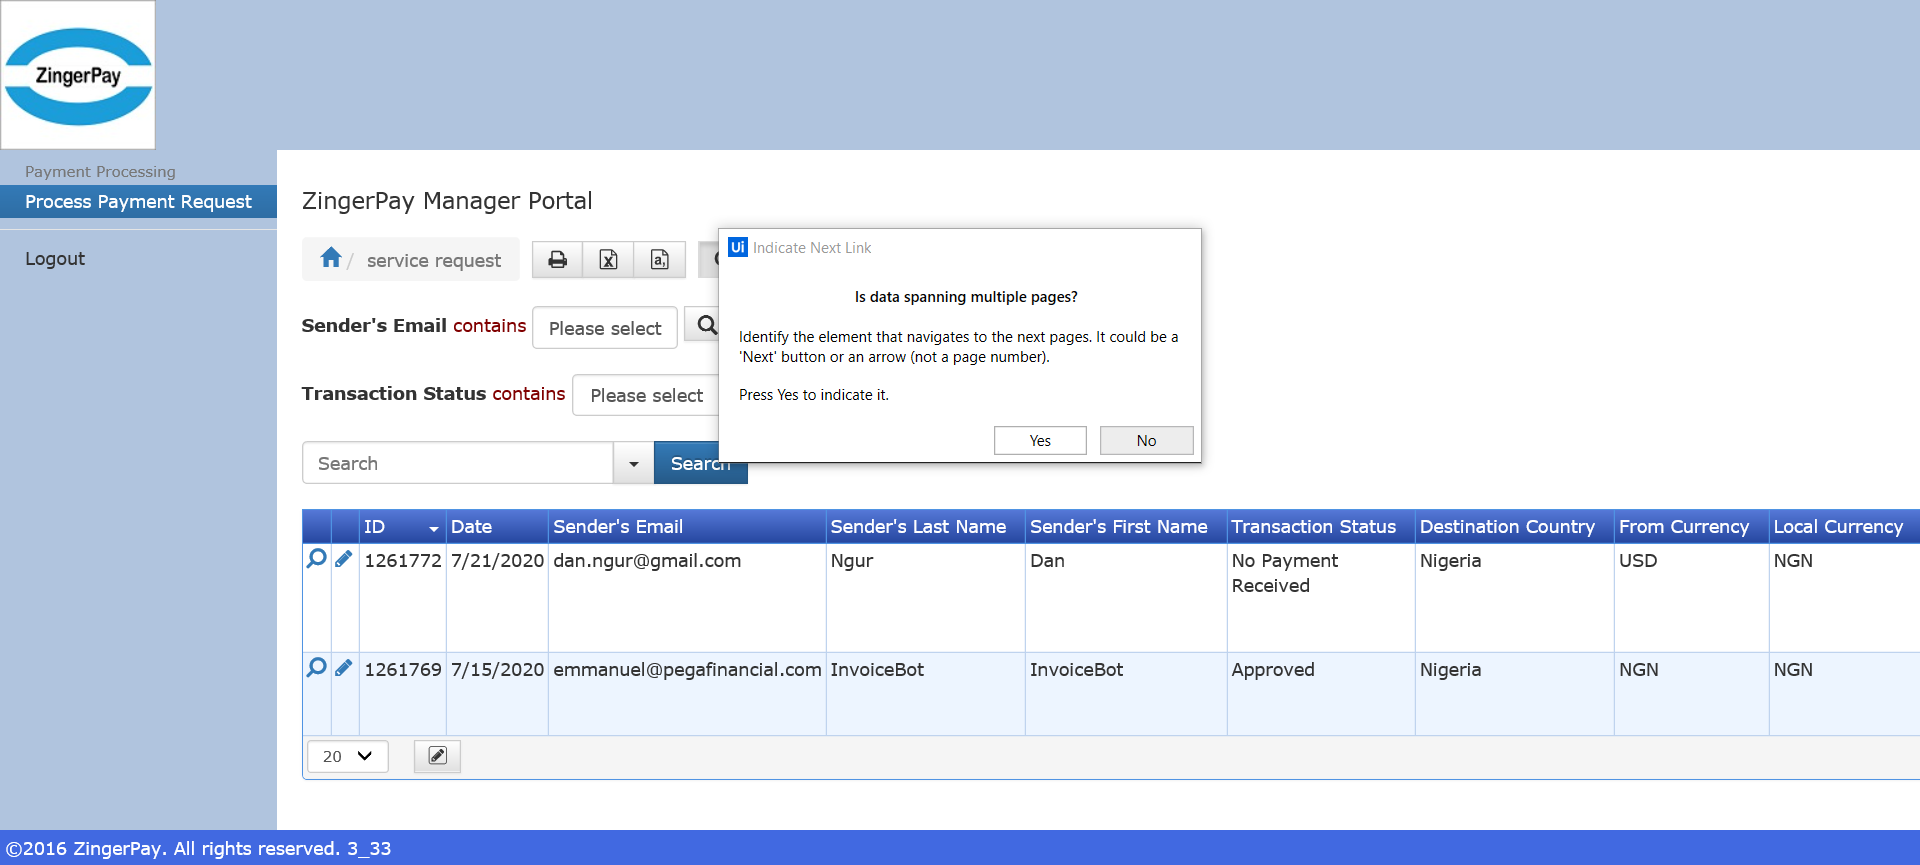 ZingerPay
Payment Processing
Process Payment Request
Logout
ZingerPay Manager Portal
/ service request
Sender's Email contains Please select
Transaction Status contains Please select
Search Search
Ui Indicate Next Link
Is data spanning multiple pages?
Identify the element that navigates to the next pages. It could be a
'Next' button or an arrow (not a page number).
Press Yes to indicate it.
Yes No
ID Date Sender's Email Sender's Last Name Sender's First Name Transaction Status Destination Country From Currency Local Currency
1261772 7/21/2020 dan.ngur@gmail.com Ngur Dan No Payment Nigeria USD NGN
Received
1261769 7/15/2020 emmanuel@pegafinancial.com InvoiceBot InvoiceBot Approved Nigeria NGN NGN
20
©2016 ZingerPay. All rights reserved. 3_33